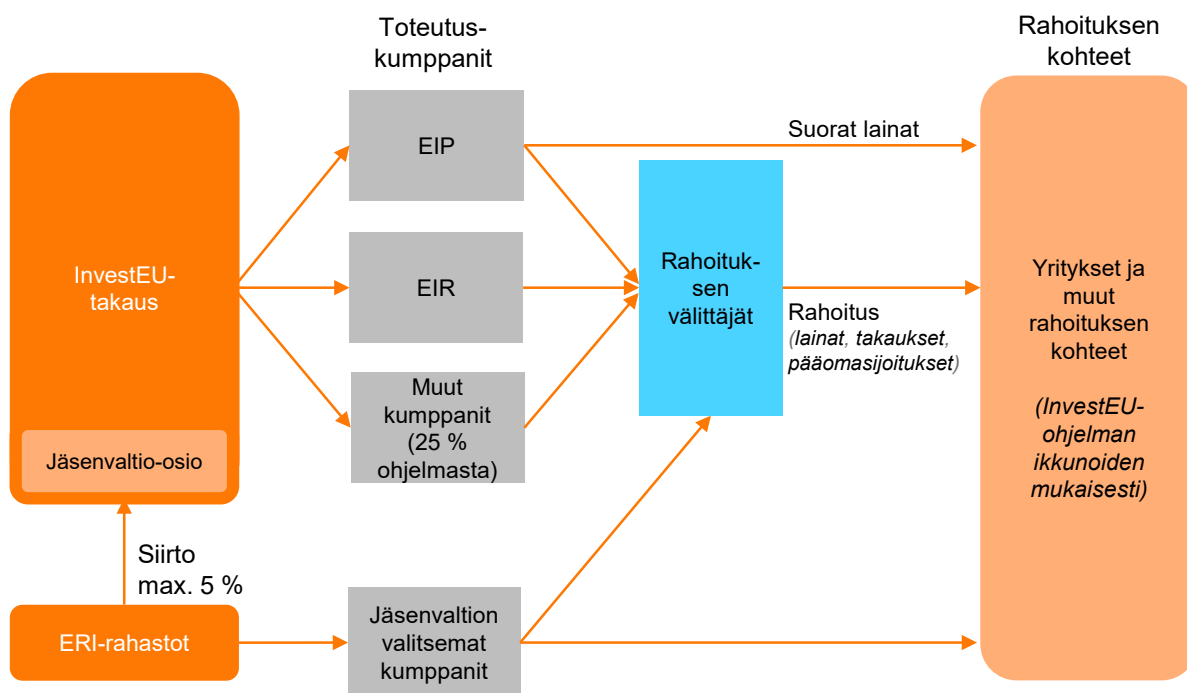 Toteutus-
kumppanit
Rahoituksen
kohteet
InvestEU-
takaus
Jäsenvaltio-osio
Siirto
max. 5 %
ERI-rahastot
EIP
EIR
Muut
kumppanit
(25 %
ohjelmasta)
Jäsenvaltion
valitsemat
kumppanit
Suorat lainat
Rahoituk-
sen
välittäjät
Rahoitus
(lainat, takaukset,
pääomasijoitukset)
Yritykset ja
muut
rahoituksen
kohteet
(InvestEU-
ohjelman
ikkunoiden
mukaisesti)